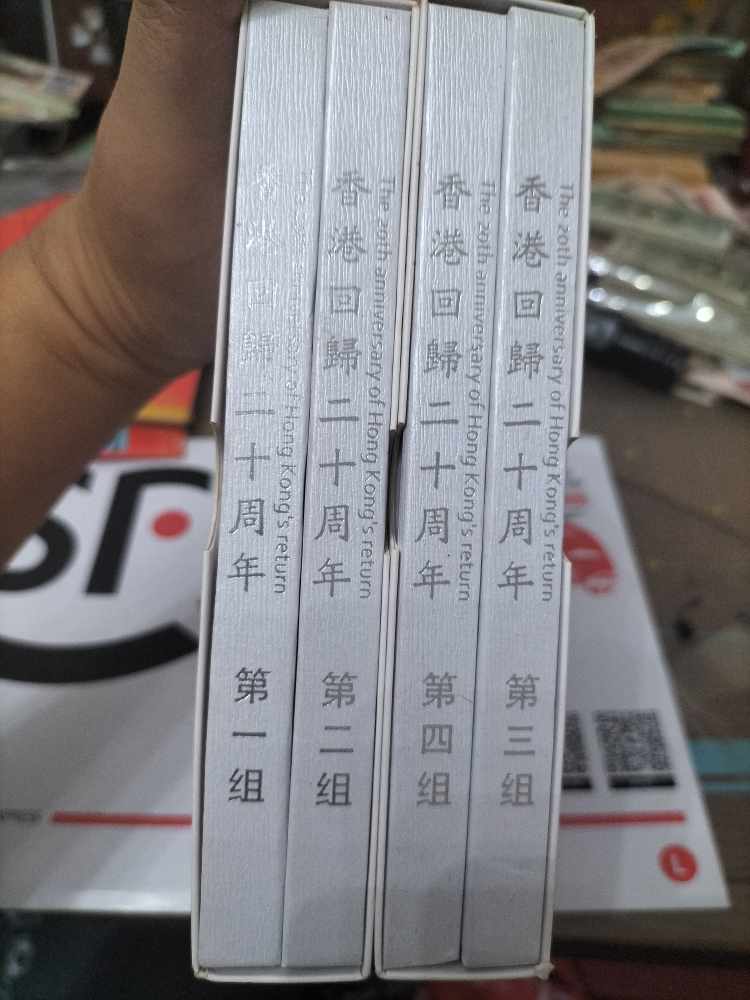 香港回歸二十周年
The 20th anniversary of Hong Kong's return
第一组
香港回歸二十周年
The 20th anniversary of Hong Kong's return
第二组
香港回歸二十周年
The 20th anniversary of Hong Kong's return
第四组
香港回歸二十周年
The 20th anniversary of Hong Kong's return
第三组
SF
L